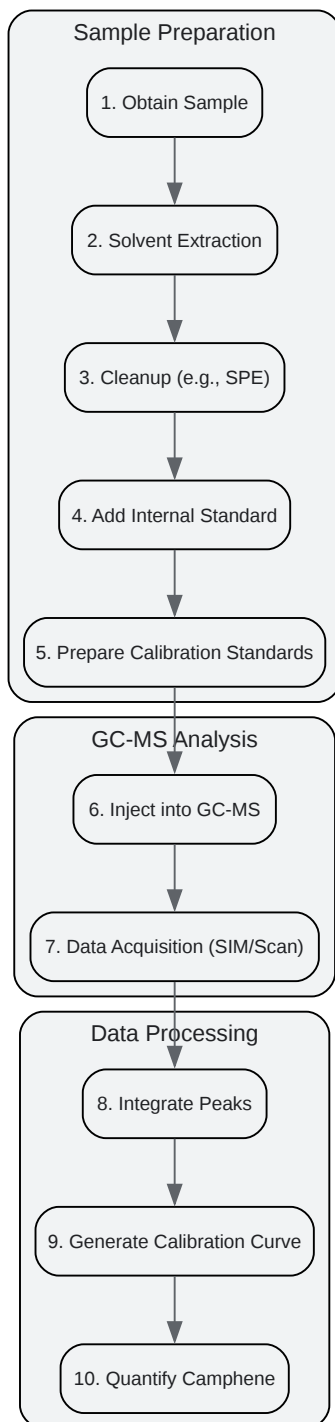 Sample Preparation
1. Obtain Sample
2. Solvent Extraction
3. Cleanup (e.g., SPE)
4. Add Internal Standard
5. Prepare Calibration Standards
GC-MS Analysis
6. Inject into GC-MS
7. Data Acquisition (SIM/Scan)
Data Processing
8. Integrate Peaks
9. Generate Calibration Curve
10. Quantify Camphene